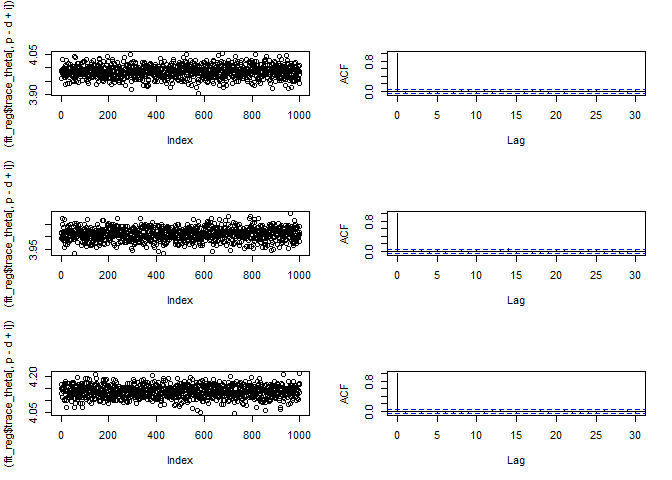 (fit_reg$trace_theta[, p - d + i])
4.05
3.90
0 200 400 600 800 1000
Index
ACF
0.8
0.0
0 5 10 15 20 25 30
Lag
(fit_reg$trace_theta[, p - d + i])
3.95
0 200 400 600 800 1000
Index
ACF
0.8
0.0
0 5 10 15 20 25 30
Lag
(fit_reg$trace_theta[, p - d + i])
4.20
4.05
0 200 400 600 800 1000
Index
ACF
0.8
0.0
0 5 10 15 20 25 30
Lag